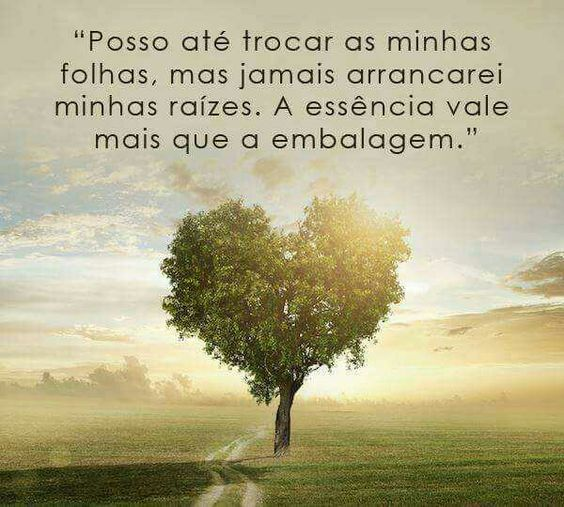 “Posso até trocar as minhas
folhas, mas jamais arrancarei
minhas raízes. A essência vale
mais que a embalagem.”